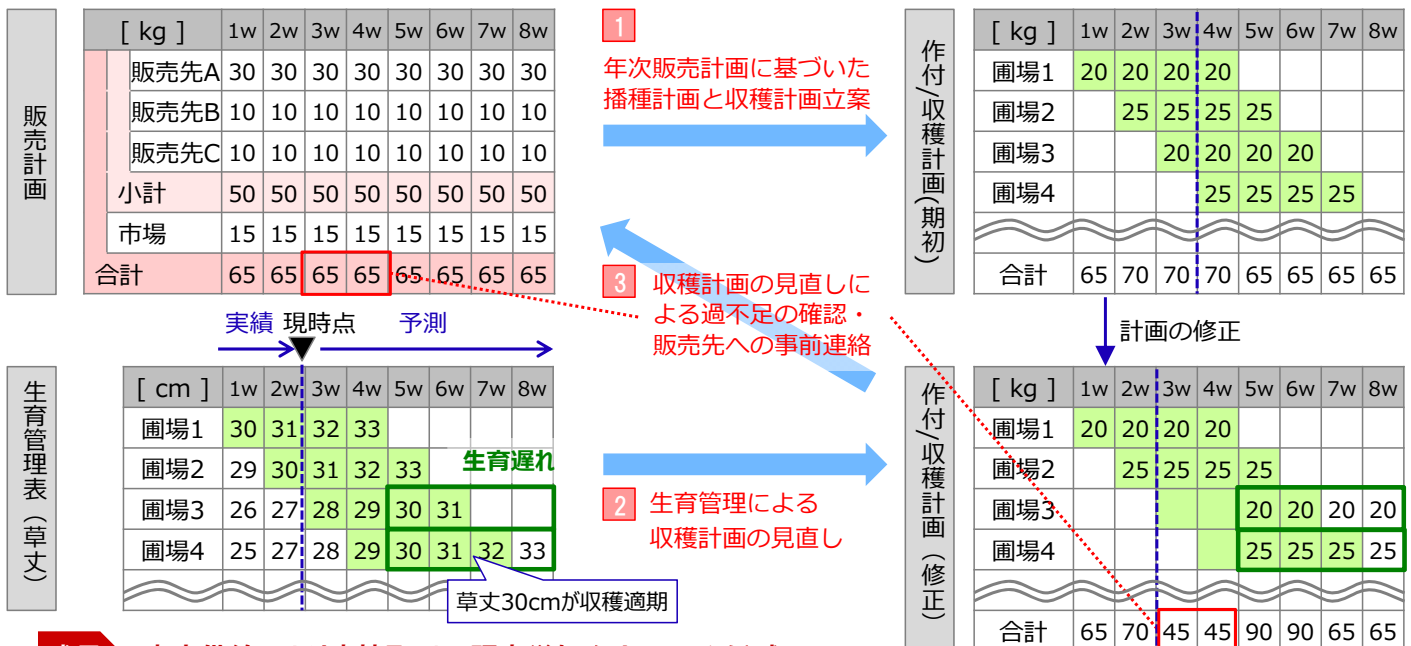 販売計画
[ kg ] 1w 2w 3w 4w 5w 6w 7w 8w
販売先A 30 30 30 30 30 30 30 30
販売先B 10 10 10 10 10 10 10 10
販売先C 10 10 10 10 10 10 10 10
小計 50 50 50 50 50 50 50 50
市場 15 15 15 15 15 15 15 15
合計 65 65 65 65 65 65 65 65
1
年次販売計画に基づいた
播種計画と収穫計画立案
作付/収穫計画(期初)
[ kg ] 1w 2w 3w 4w 5w 6w 7w 8w
圃場1 20 20 20 20
圃場2 25 25 25 25
圃場3 20 20 20 20
圃場4 25 25 25 25
合計 65 70 70 70 65 65 65 65
3 収穫計画の見直しに
よる過不足の確認・
販売先への事前連絡
計画の修正
実績 現時点 予測
生育管理表(草丈)
[ cm ] 1w 2w 3w 4w 5w 6w 7w 8w
圃場1 30 31 32 33
圃場2 29 30 31 32 33
生育遅れ
圃場3 26 27 28 29 30 31
圃場4 25 27 28 29 30 31 32 33
草丈30cmが収穫適期
2 生育管理による
収穫計画の見直し
作付/収穫計画(修正)
[ kg ] 1w 2w 3w 4w 5w 6w 7w 8w
圃場1 20 20 20 20
圃場2 25 25 25 25
圃場3 20 20 20 20
圃場4 25 25 25 25
合計 65 70 45 45 90 90 65 65